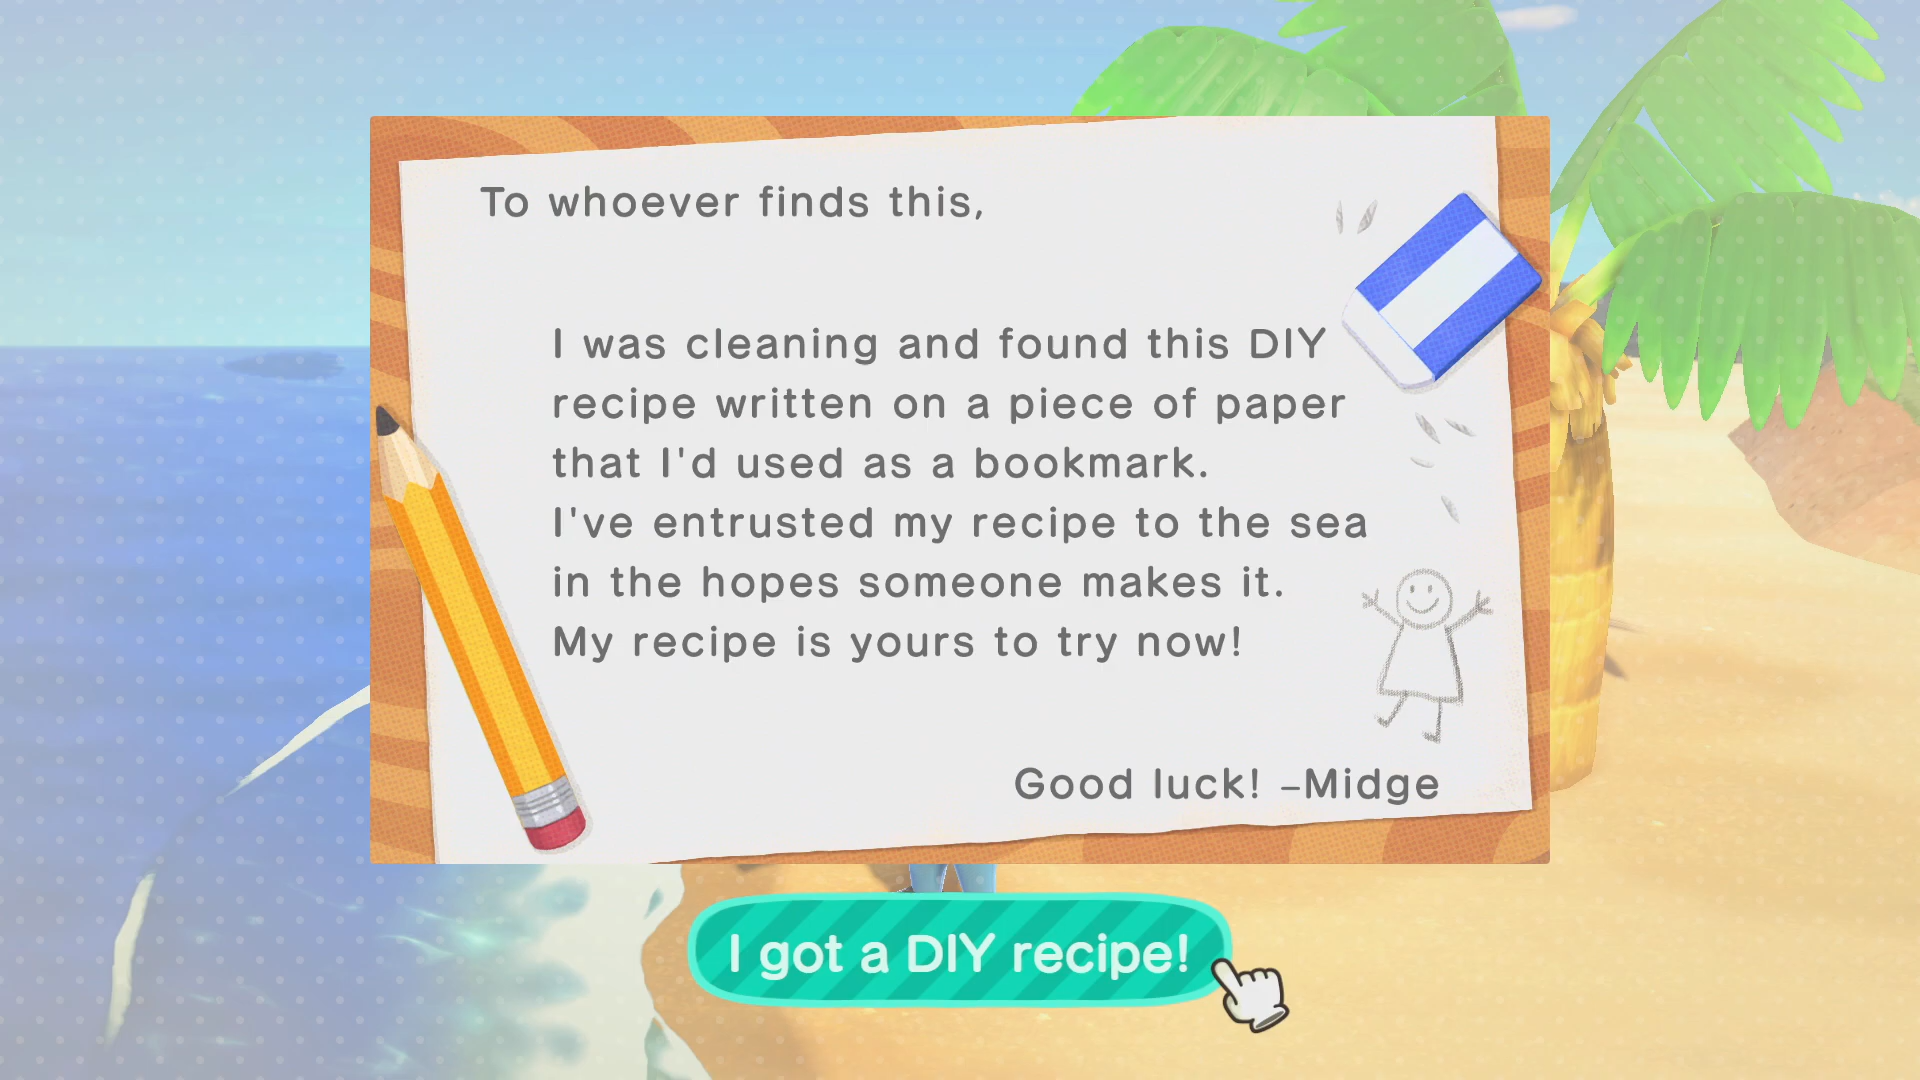 To whoever finds this,
I was cleaning and found this DIY
recipe written on a piece of paper
that I'd used as a bookmark.
I've entrusted my recipe to the sea
in the hopes someone makes it.
My recipe is yours to try now!
Good luck! –Midge
I got a DIY recipe!